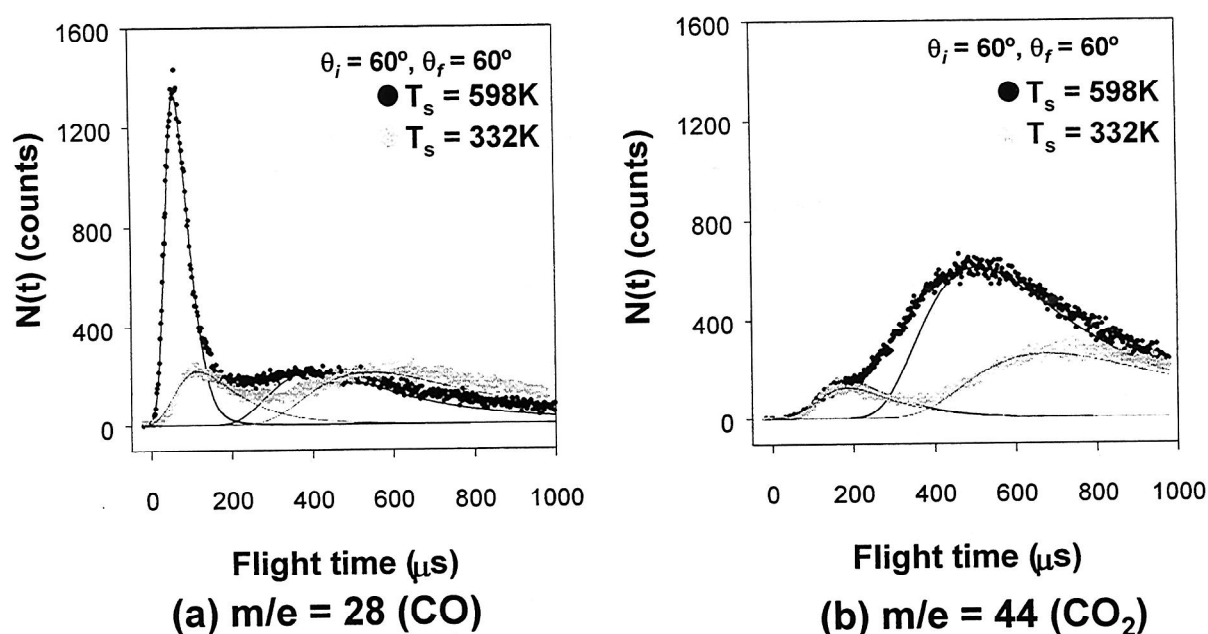 1600
1200
800
400
0
N(t) (counts)
θi = 60º, θf = 60º
● Ts = 598K
Ts = 332K
0 200 400 600 800 1000
Flight time (μs)
(a) m/e = 28 (CO)
1600
1200
800
400
0
N(t) (counts)
θi = 60º, θf = 60º
● Ts = 598K
Ts = 332K
0 200 400 600 800 1000
Flight time (μs)
(b) m/e = 44 (CO2)